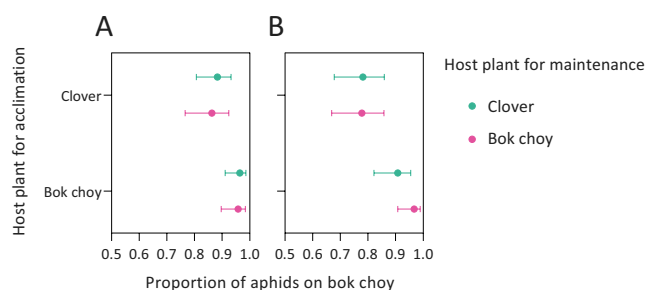 A
B
Host plant for acclimation
Clover
Bok choy
Host plant for maintenance
Clover
Bok choy
0.5 0.6 0.7 0.8 0.9 1.0
0.5 0.6 0.7 0.8 0.9 1.0
Proportion of aphids on bok choy